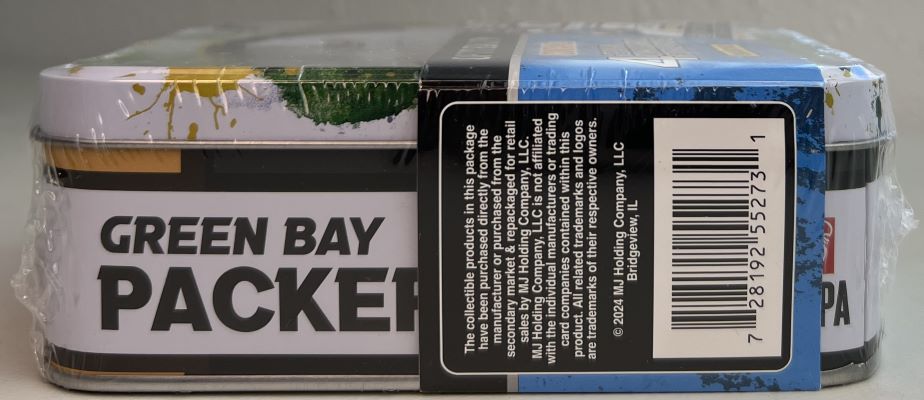 GREEN BAY
PACKER
The collectible products in this package
have been purchased directly from the
manufacturer or purchased from the
secondary market & repackaged for retail
sales by MJ Holding Company, LLC.
MJ Holding Company, LLC is not affiliated
with the individual manufacturers or trading
card companies contained within this
product. All related trademarks and logos
are trademarks of their respective owners.
© 2024 MJ Holding Company, LLC
Bridgeview, IL
7 28192 55273 1
PA